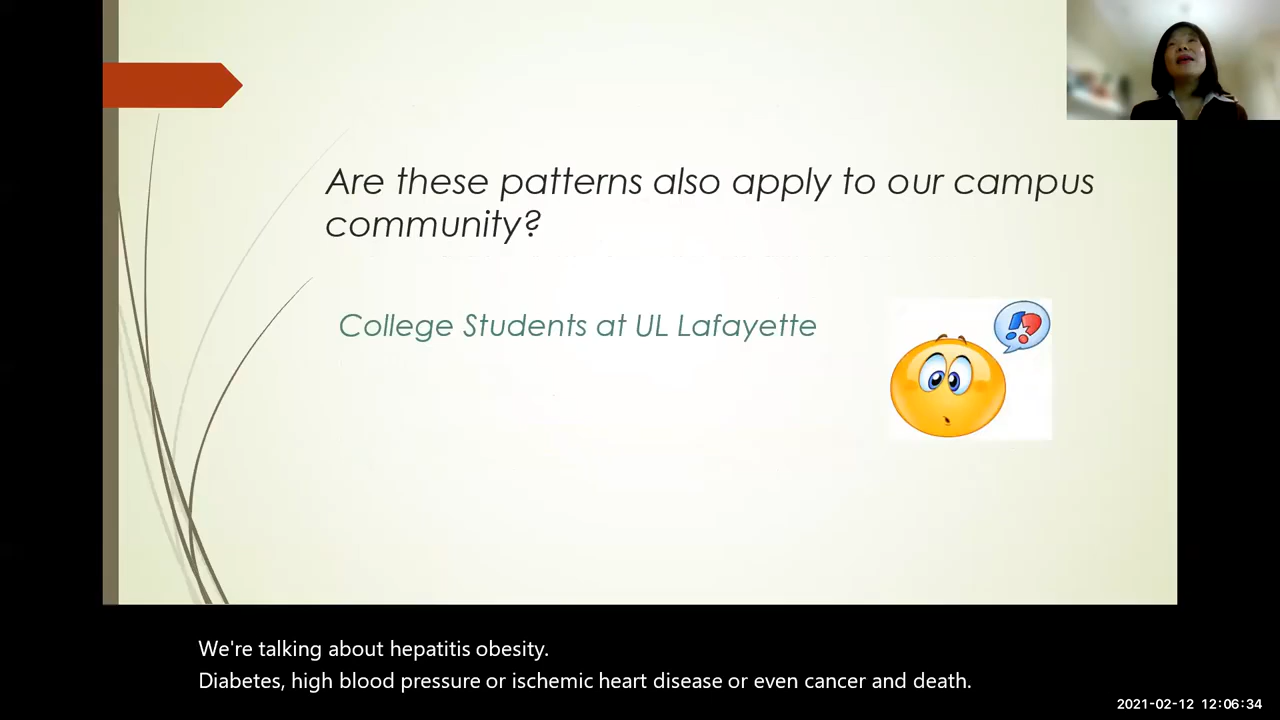 Are these patterns also apply to our campus
community?
College Students at UL Lafayette
We're talking about hepatitis obesity.
Diabetes, high blood pressure or ischemic heart disease or even cancer and death.
2021-02-12 12:06:34